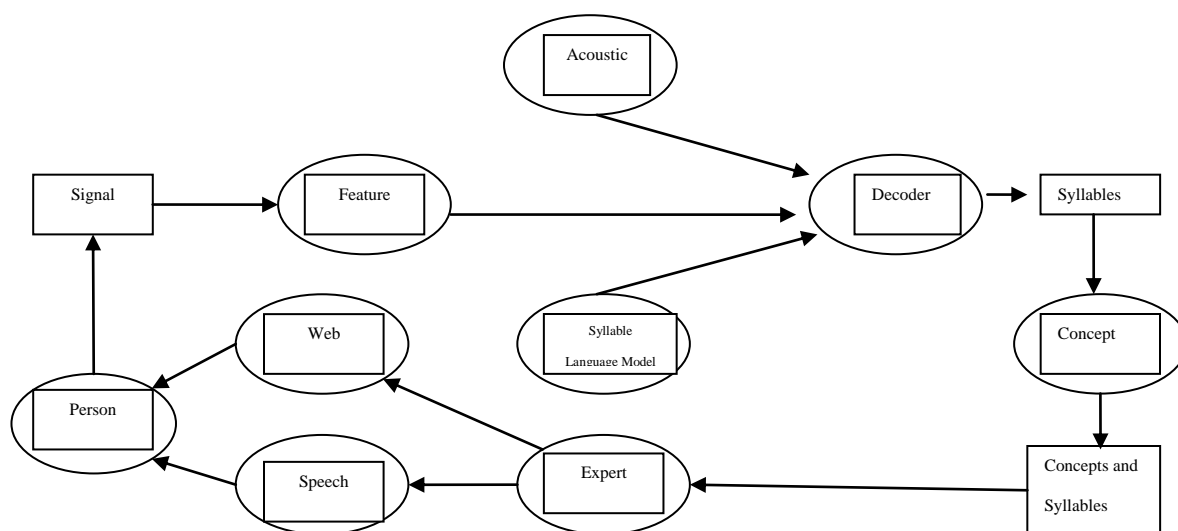 Acoustic
Signal
Feature
Decoder
Syllables
Web
Syllable
Language Model
Concept
Person
Speech
Expert
Concepts and
Syllables